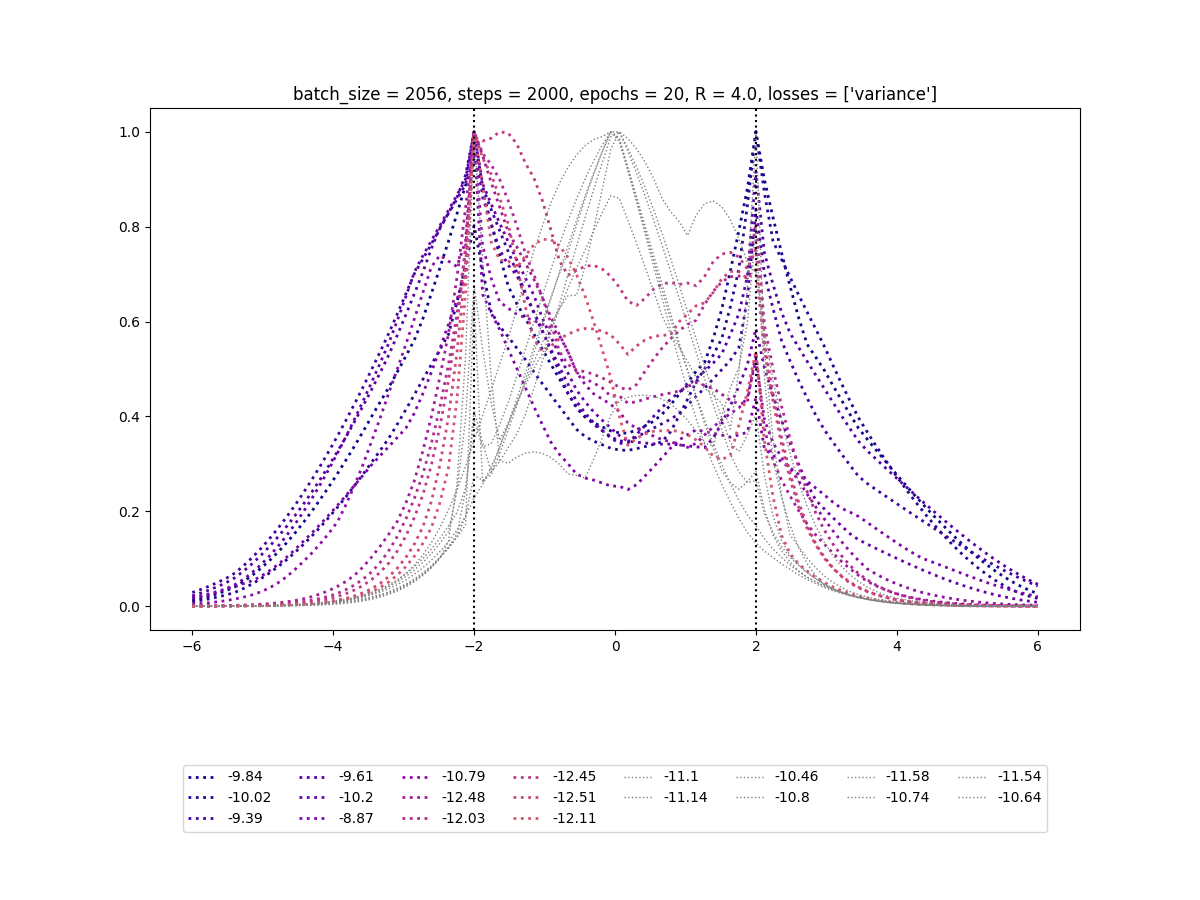 batch_size = 2056, steps = 2000, epochs = 20, R = 4.0, losses = ['variance']
1.0
0.8
0.6
0.4
0.2
0.0
−6 −4 −2 0 2 4 6
-9.84 -9.61 -10.79 -12.45 -11.1 -10.46 -11.58 -11.54
-10.02 -10.2 -12.48 -12.51 -11.14 -10.8 -10.74 -10.64
-9.39 -8.87 -12.03 -12.11